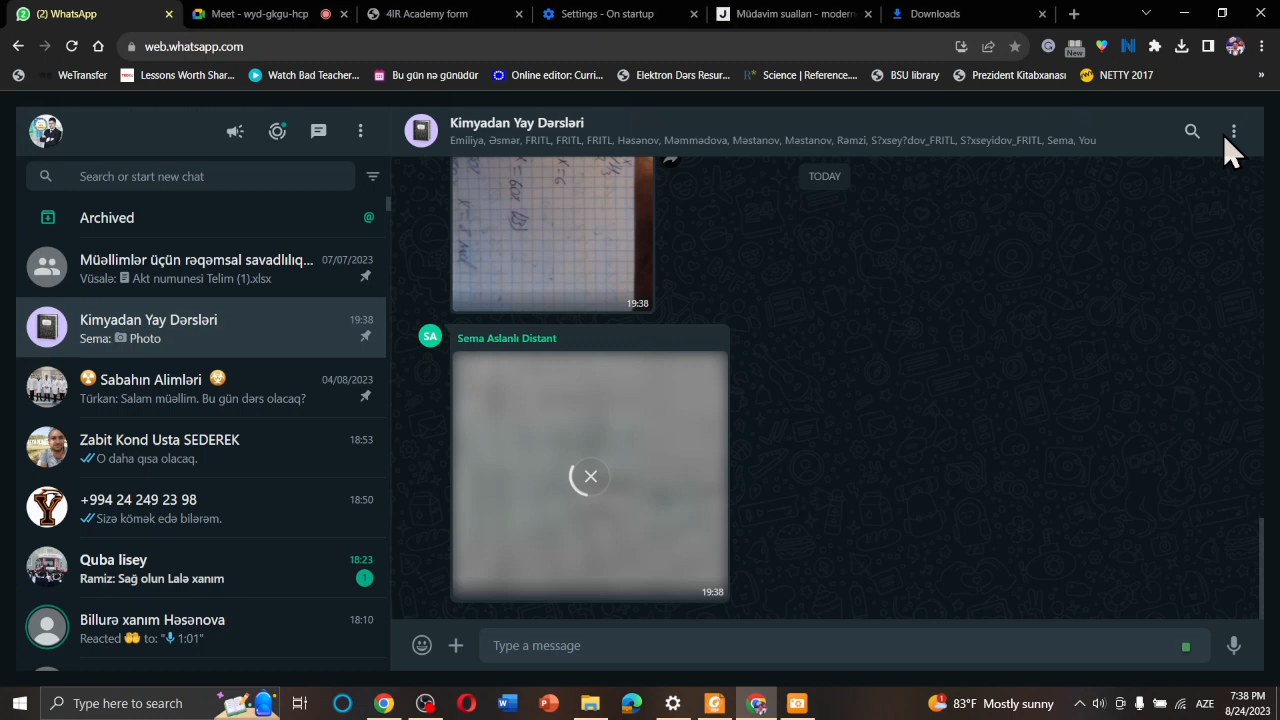 (2) WhatsApp
Meet - wyd-gkgu-hcp
4IR Academy form
Settings - On startup
Müdavim sualları - modern
Downloads
web.whatsapp.com
New
WeTransfer
Lessons Worth Shar...
Watch Bad Teacher...
Bu gün nə günüdür
Online editor: Curri...
Elektron Dərs Resur...
Science | Reference....
BSU library
Prezident Kitabxanası
NETTY 2017
»
Kimyadan Yay Dərsləri
Emiliya, Əsmər, FRITL, FRITL, FRITL, Həsənov, Məmmədova, Məstanov, Məstanov, Rəmzi, S?xsey?dov_FRITL, S?xseyidov_FRITL, Sema, You
Search or start new chat
Archived
@
Müəllimlər üçün rəqəmsal savadlılıq...
07/07/2023
Vüsalə: Akt numunesi Telim (1).xlsx
Kimyadan Yay Dərsləri
19:38
Sema: Photo
Sabahın Alimləri
04/08/2023
Türkan: Salam müəllim. Bu gün dərs olacaq?
Zabit Kond Usta SEDEREK
18:53
O daha qısa olacaq.
+994 24 249 23 98
18:50
Sizə kömək edə bilərəm.
Quba lisey
18:23
Ramiz: Sağ olun Lalə xanım
1
Billurə xanım Həsənova
18:10
Reacted 🤲 to: "1:01"
TODAY
19:38
SA
Sema Aslanlı Distant
19:38
Type a message
Type here to search
83°F Mostly sunny
AZE
7:38 PM
8/24/2023